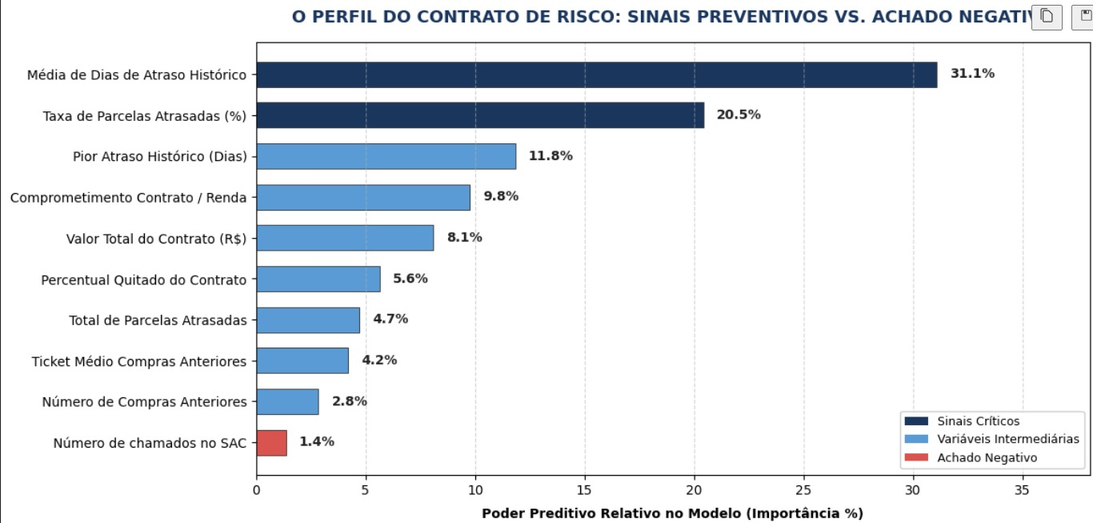 O PERFIL DO CONTRATO DE RISCO: SINAIS PREVENTIVOS VS. ACHADO
Média de Dias de Atraso Histórico 31.1%
Taxa de Parcelas Atrasadas (%) 20.5%
Pior Atraso Histórico (Dias) 11.8%
Comprometimento Contrato / Renda 9.8%
Valor Total do Contrato (R$) 8.1%
Percentual Quitado do Contrato 5.6%
Total de Parcelas Atrasadas 4.7%
Ticket Médio Compras Anteriores 4.2%
Número de Compras Anteriores 2.8%
Número de chamados no SAC 1.4%
Sinais Críticos
Variáveis Intermediárias
Achado Negativo
0 5 10 15 20 25 30 35
Poder Preditivo Relativo no Modelo (Importância %)